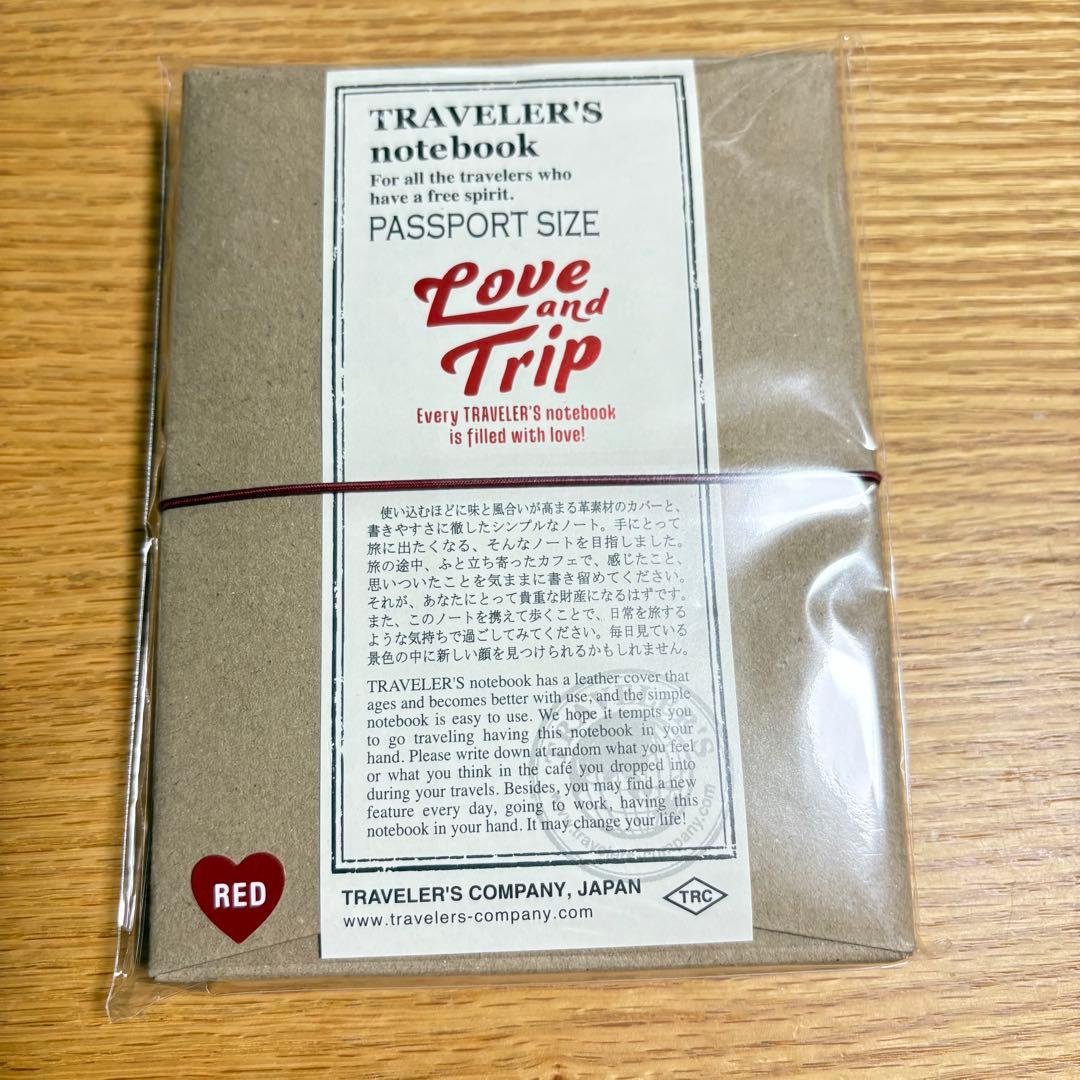 TRAVELER'S
notebook
For all the travelers who
have a free spirit.
PASSPORT SIZE
Love
and
Trip
Every TRAVELER'S notebook
is filled with love!
使い込むほどに味と風合いが高まる革素材のカバーと、
書きやすさに徹したシンプルなノート。手にとって
旅に出たくなる、そんなノートを目指しました。
旅の途中、ふと立ち寄ったカフェで、感じたこと、
思いついたことを気ままに書き留めてください。
それが、あなたにとって貴重な財産になるはずです。
また、このノートを携えて歩くことで、日常を旅する
ような気持ちで過ごしてみてください。毎日見ている
景色の中に新しい顔を見つけられるかもしれません。
TRAVELER'S notebook has a leather cover that
ages and becomes better with use, and the simple
notebook is easy to use. We hope it tempts you
to go traveling having this notebook in your
hand. Please write down at random what you feel
or what you think in the café you dropped into
during your travels. Besides, you may find a new
feature every day, going to work, having this
notebook in your hand. It may change your life!
TRAVELER'S
www.travelers-company.com
RED
TRAVELER'S COMPANY, JAPAN
www.travelers-company.com
TRC